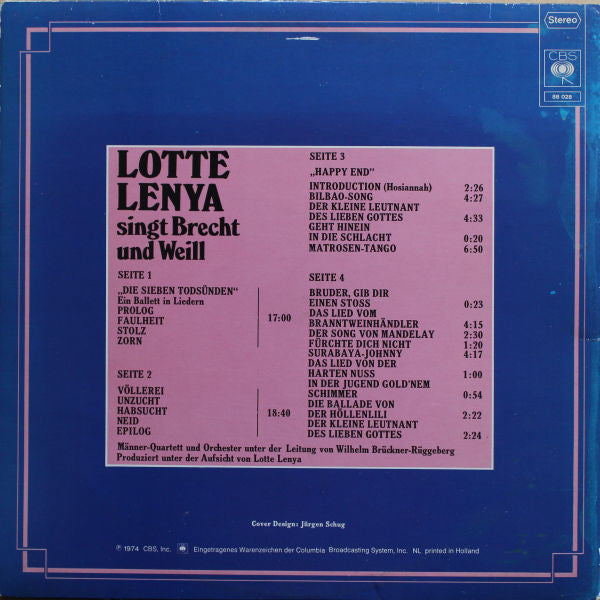 Stereo
CBS
88 028
LOTTE
LENYA
singt Brecht
und Weill
SEITE 1
„DIE SIEBEN TODSÜNDEN“
Ein Ballett in Liedern
PROLOG
FAULHEIT
STOLZ
ZORN
17:00
SEITE 2
VÖLLEREI
UNZUCHT
HABSUCHT
NEID
EPILOG
18:40
SEITE 3
„HAPPY END“
INTRODUCTION (Hosiannah) 2:26
BILBAO-SONG 4:27
DER KLEINE LEUTNANT
DES LIEBEN GOTTES 4:33
GEHT HINEIN
IN DIE SCHLACHT 0:20
MATROSEN-TANGO 6:50
SEITE 4
BRUDER, GIB DIR
EINEN STOSS 0:23
DAS LIED VOM
BRANNTWEINHÄNDLER 4:15
DER SONG VON MANDELAY 2:30
FÜRCHTE DICH NICHT 1:20
SURABAYA-JOHNNY 4:17
DAS LIED VON DER
HARTEN NUSS 1:00
IN DER JUGEND GOLD'NEM
SCHIMMER 0:54
DIE BALLADE VON
DER HÖLLENLILI 2:22
DER KLEINE LEUTNANT
DES LIEBEN GOTTES 2:24
Männer-Quartett und Orchester unter der Leitung von Wilhelm Brückner-Rüggeberg
Produziert unter der Aufsicht von Lotte Lenya
Cover Design: Jürgen Schug
℗ 1974 CBS, Inc. Eingetragenes Warenzeichen der Columbia Broadcasting System, Inc. NL printed in Holland